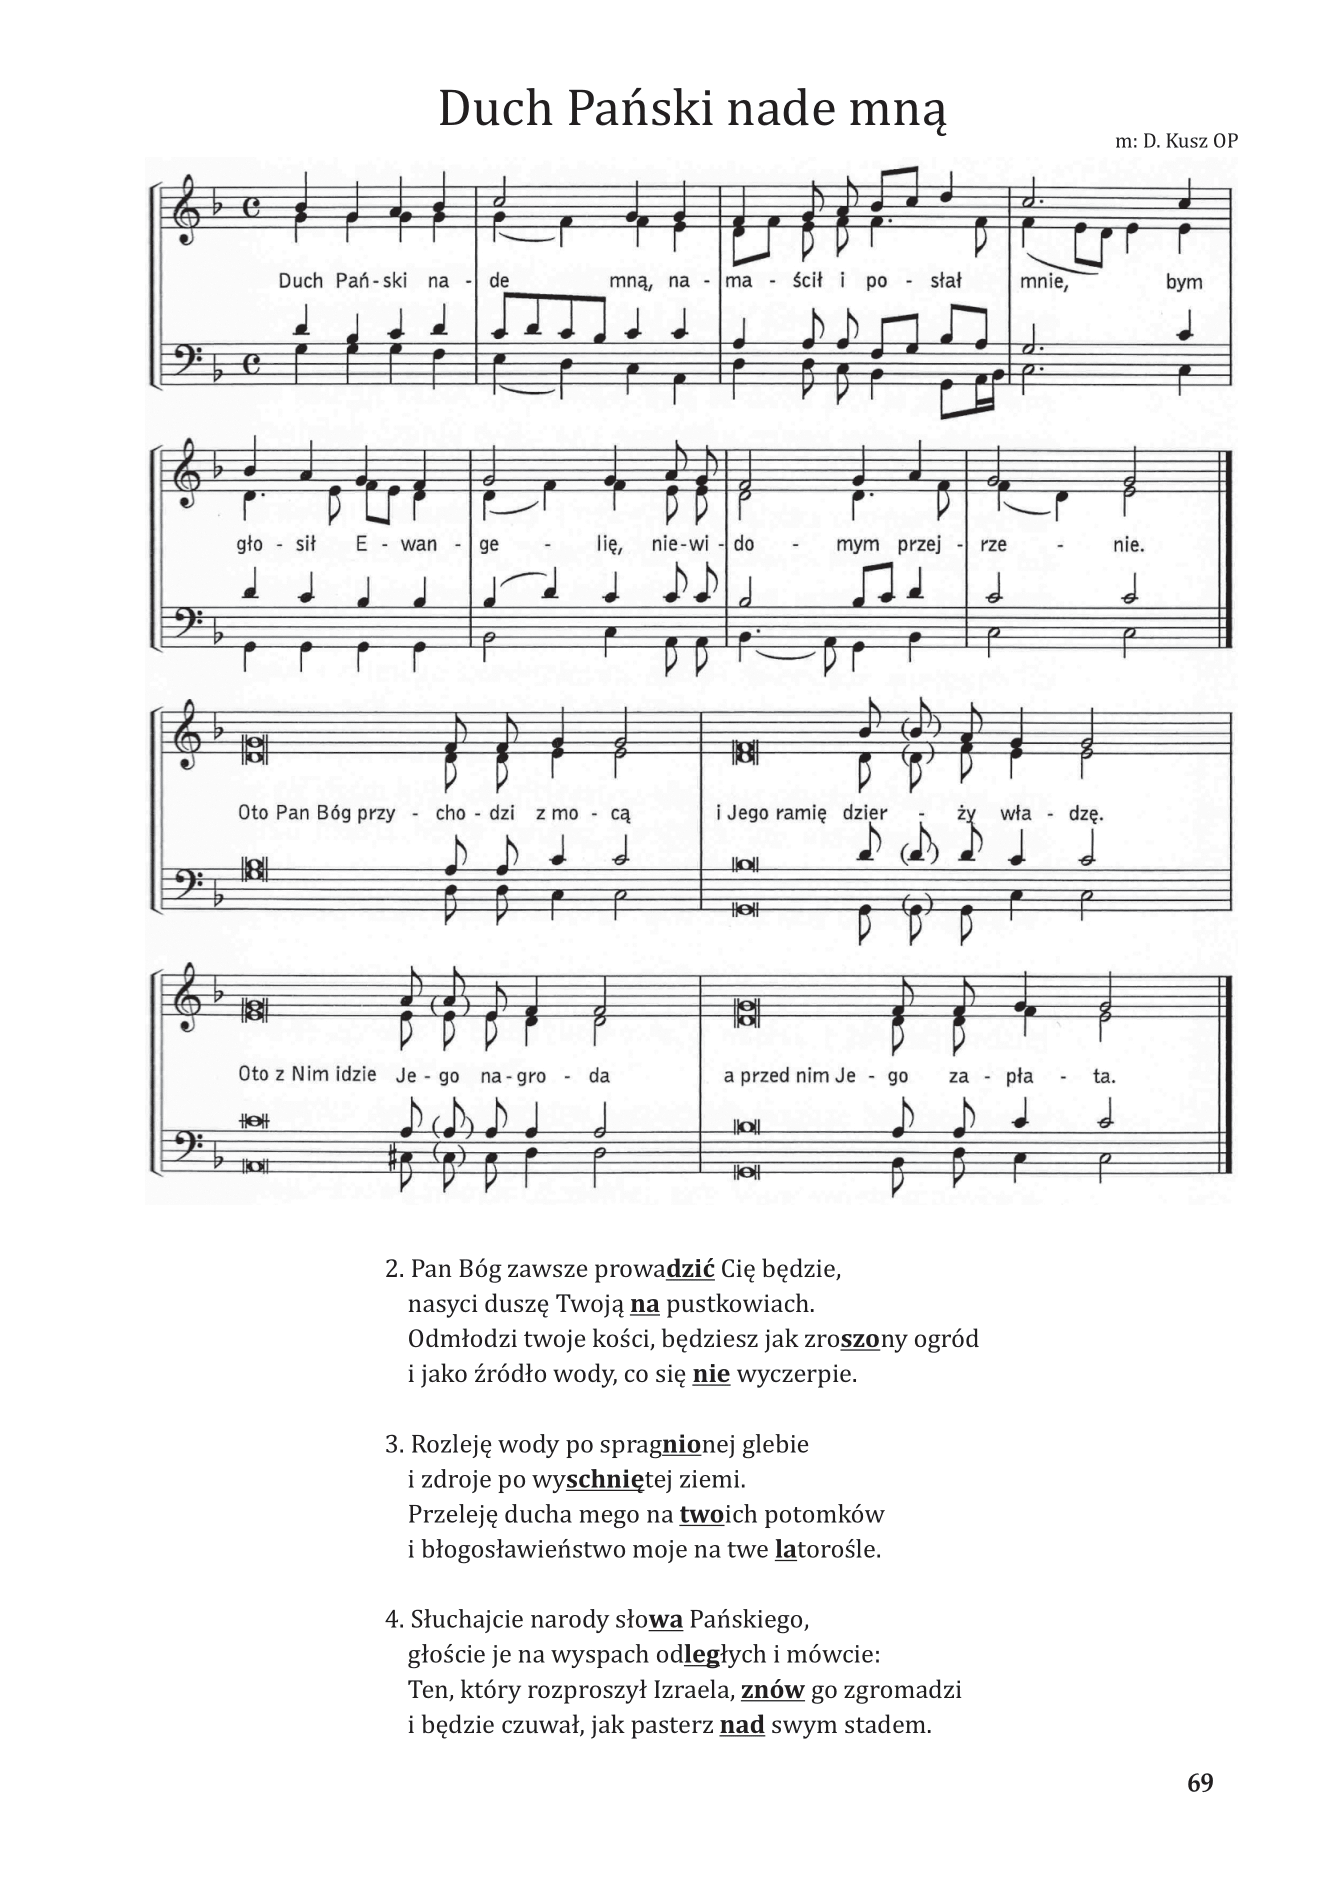 Duch Pański nade mną
m: D. Kusz OP
Duch Pań - ski na - de mną, na - ma - ścił i po - słał mnie, bym
gło - sił E - wan - ge - lię, nie - wi - do - mym przej - rze - nie.
Oto Pan Bóg przy - cho - dzi z mo - cą i Jego ramię dzier - ży wła - dzę.
Oto z Nim idzie Je - go na - gro - da a przed nim Je - go za - pła - ta.
2. Pan Bóg zawsze prowadzić Cię będzie,
nasyci duszę Twoją na pustkowiach.
Odmłodzi twoje kości, będziesz jak zroszony ogród
i jako źródło wody, co się nie wyczerpie.
3. Rozleję wody po spragnionej glebie
i zdroje po wyschniętej ziemi.
Przeleję ducha mego na twoich potomków
i błogosławieństwo moje na twe latorośle.
4. Słuchajcie narody słowa Pańskiego,
głoście je na wyspach odległych i mówcie:
Ten, który rozproszył Izraela, znów go zgromadzi
i będzie czuwał, jak pasterz nad swym stadem.
69